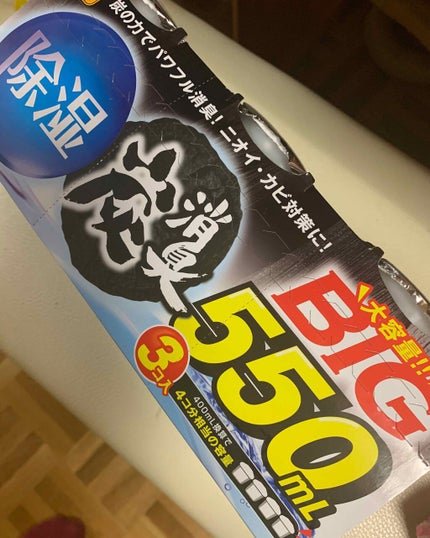 炭の力でパワフル消臭！ニオイ・カビ対策に！
除湿
炭
消臭
大容量!!
BIG
550mL
3コ入
400mL換算で
4コ分相当の容量